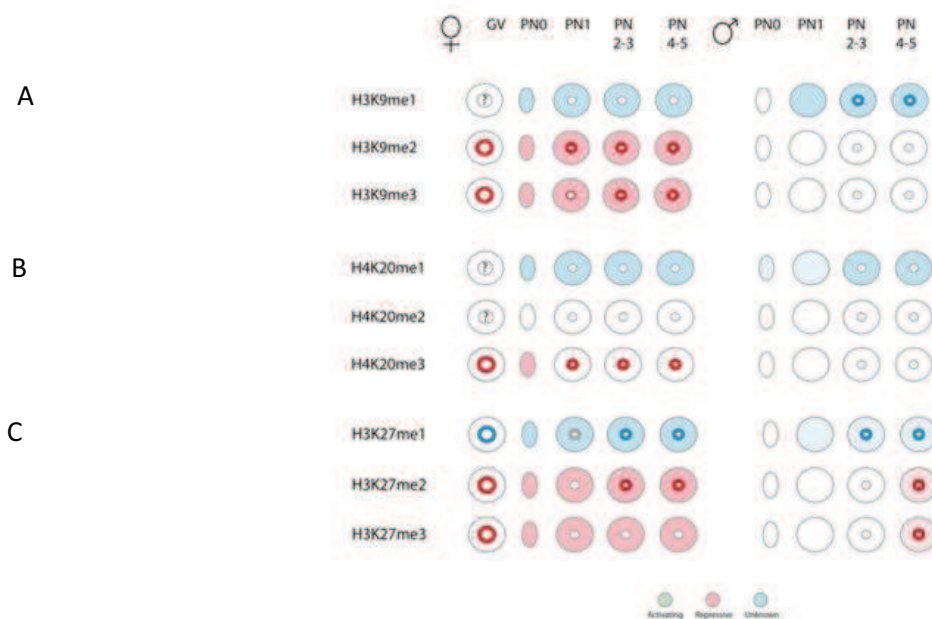 ♀ GV PN0 PN1 PN 2-3 PN 4-5 ♂ PN0 PN1 PN 2-3 PN 4-5
A
H3K9me1 ?
H3K9me2
H3K9me3
B
H4K20me1 ?
H4K20me2 ?
H4K20me3
C
H3K27me1
H3K27me2
H3K27me3
Activating Repressive Unknown